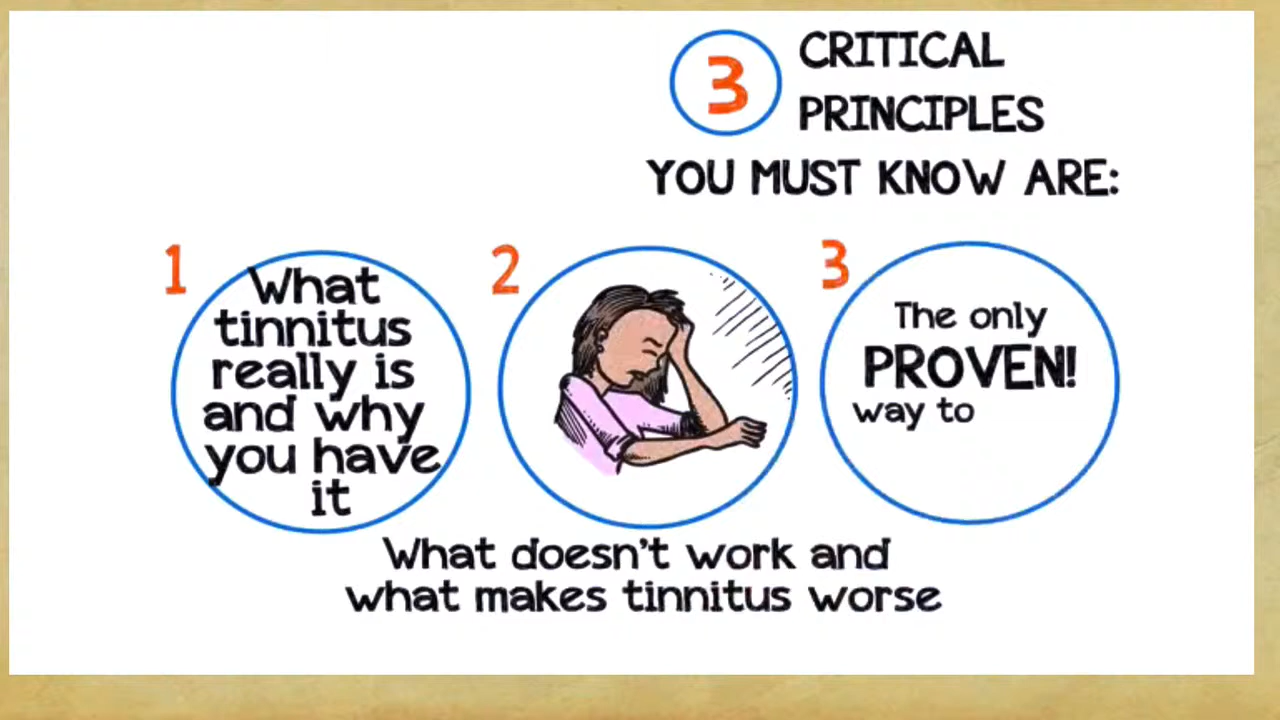 3
CRITICAL
PRINCIPLES
YOU MUST KNOW ARE:
1
What
tinnitus
really is
and why
you have
it
2
What doesn't work and
what makes tinnitus worse
3
The only
PROVEN!
way to